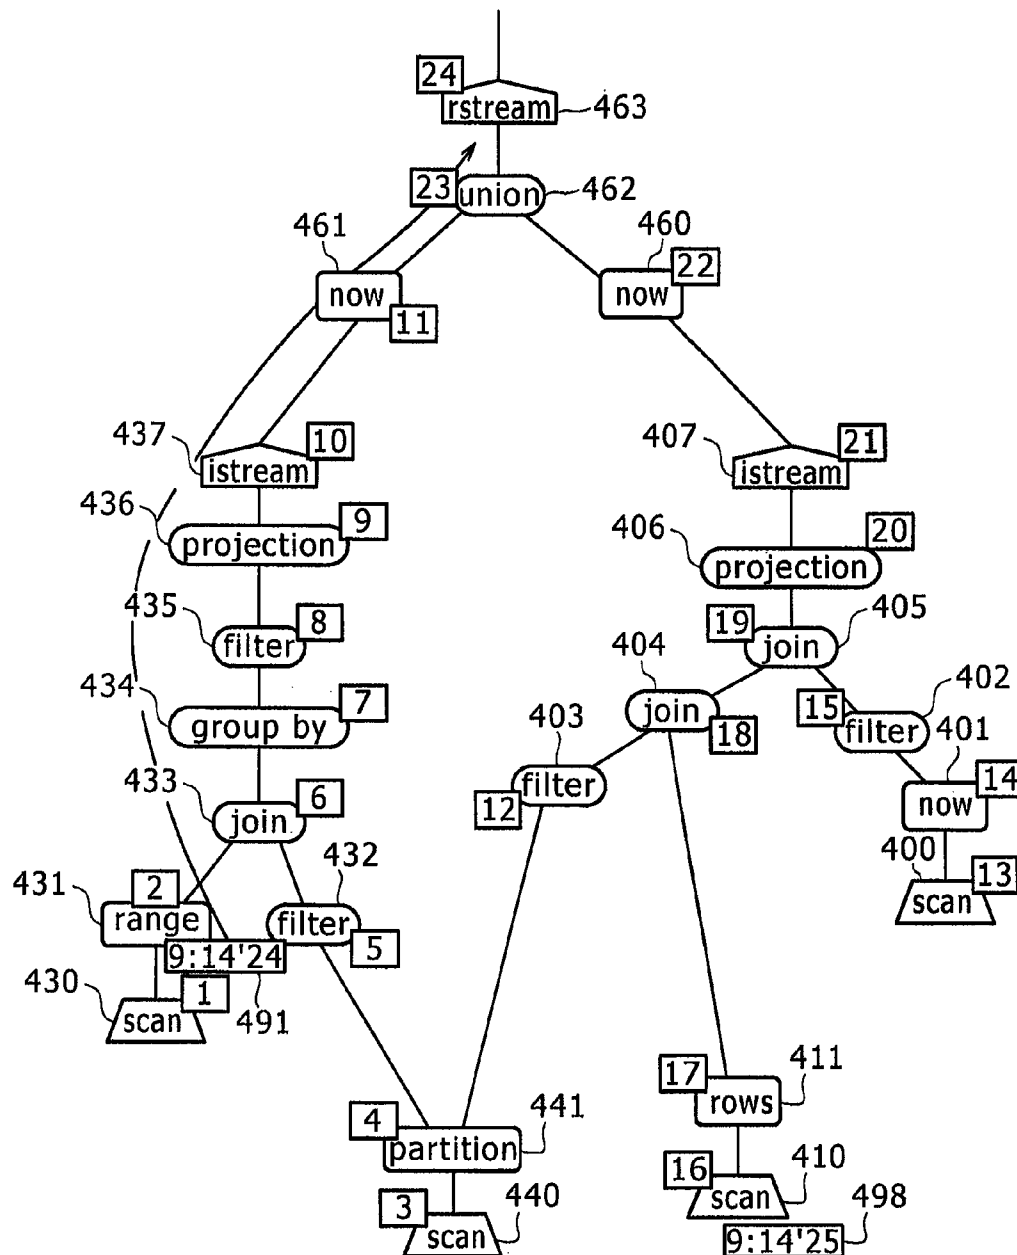 24
rstream
463
23
union
462
461
460
now
11
now
22
437
istream
10
407
istream
21
436
projection
9
406
projection
20
435
filter
8
19
join
405
434
group by
7
404
join
18
402
15
filter
403
filter
12
401
now
14
433
join
6
400
scan
13
432
431
2
range
filter
5
9:14'24
430
1
scan
491
17
rows
411
4
partition
441
16
scan
410
3
scan
440
498
9:14'25